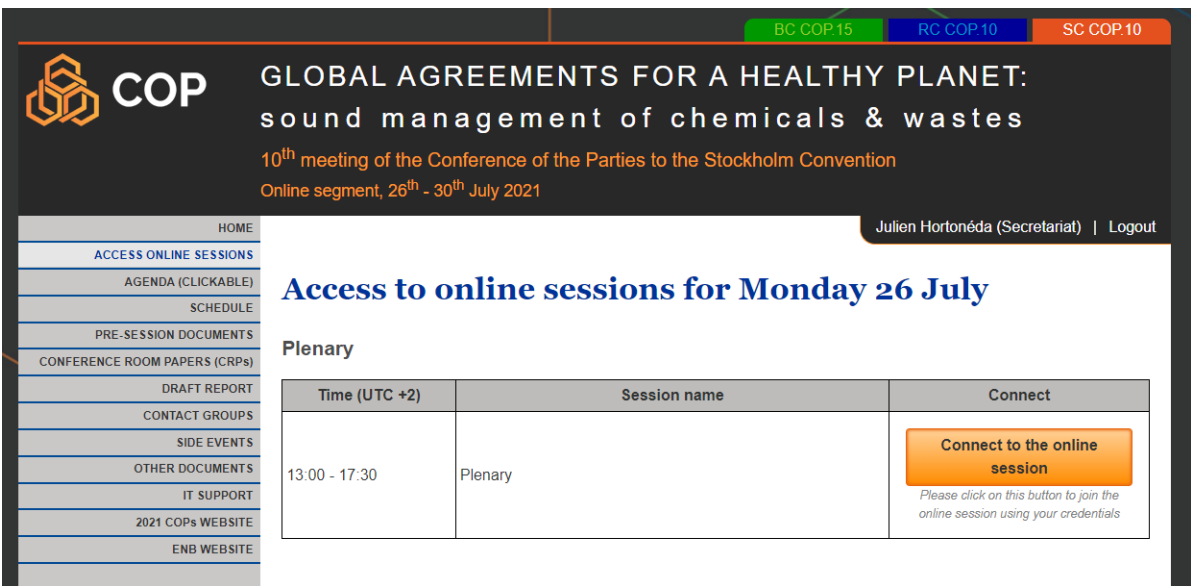 BC COP.15
RC COP.10
SC COP.10
COP
GLOBAL AGREEMENTS FOR A HEALTHY PLANET:
sound management of chemicals & wastes
10th meeting of the Conference of the Parties to the Stockholm Convention
Online segment, 26th - 30th July 2021
Julien Hortonéda (Secretariat) | Logout
HOME
ACCESS ONLINE SESSIONS
AGENDA (CLICKABLE)
SCHEDULE
PRE-SESSION DOCUMENTS
CONFERENCE ROOM PAPERS (CRPs)
DRAFT REPORT
CONTACT GROUPS
SIDE EVENTS
OTHER DOCUMENTS
IT SUPPORT
2021 COPs WEBSITE
ENB WEBSITE
Access to online sessions for Monday 26 July
Plenary
Time (UTC +2)
Session name
Connect
13:00 - 17:30
Plenary
Connect to the online
session
Please click on this button to join the
online session using your credentials